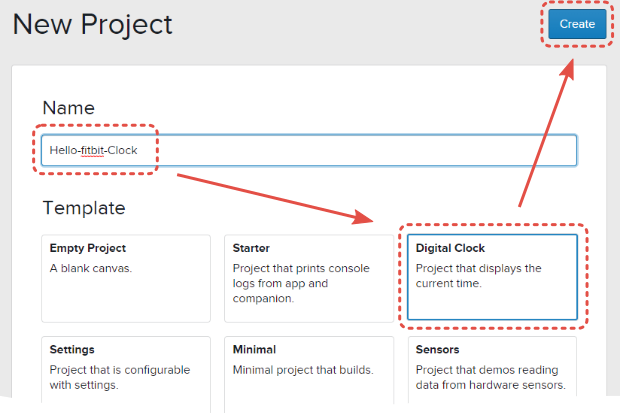 New Project
Create
Name
Hello-fitbit-Clock
Template
Empty Project
A blank canvas.
Starter
Project that prints console
logs from app and
companion.
Digital Clock
Project that displays the
current time.
Settings
Project that is configurable
with settings.
Minimal
Minimal project that builds.
Sensors
Project that demos reading
data from hardware sensors.